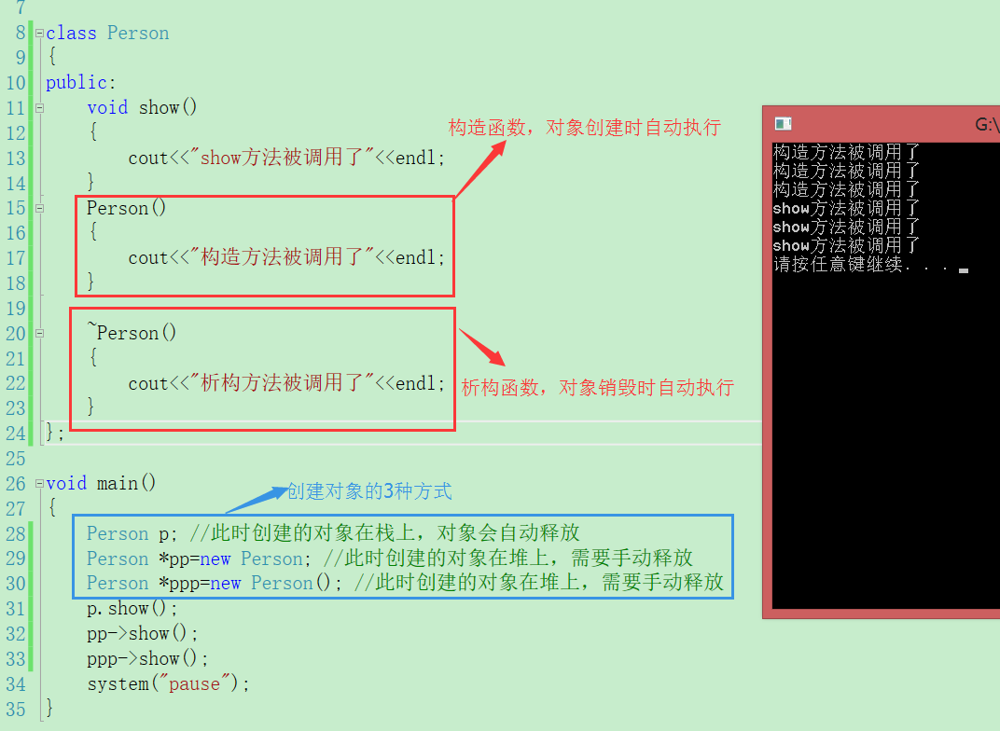 7
8 class Person
9 {
10 public:
11 void show()
12 {
13 cout<<"show方法被调用了"<<endl;
14 }
15 Person()
16 {
17 cout<<"构造方法被调用了"<<endl;
18 }
19
20 ~Person()
21 {
22 cout<<"析构方法被调用了"<<endl;
23 }
24 };
25
26 void main()
27 {
28 Person p; //此时创建的对象在栈上，对象会自动释放
29 Person *pp=new Person; //此时创建的对象在堆上，需要手动释放
30 Person *ppp=new Person(); //此时创建的对象在堆上，需要手动释放
31 p.show();
32 pp->show();
33 ppp->show();
34 system("pause");
35 }
构造函数，对象创建时自动执行
析构函数，对象销毁时自动执行
创建对象的3种方式
G:\
构造方法被调用了
构造方法被调用了
构造方法被调用了
show方法被调用了
show方法被调用了
show方法被调用了
请按任意键继续. . .